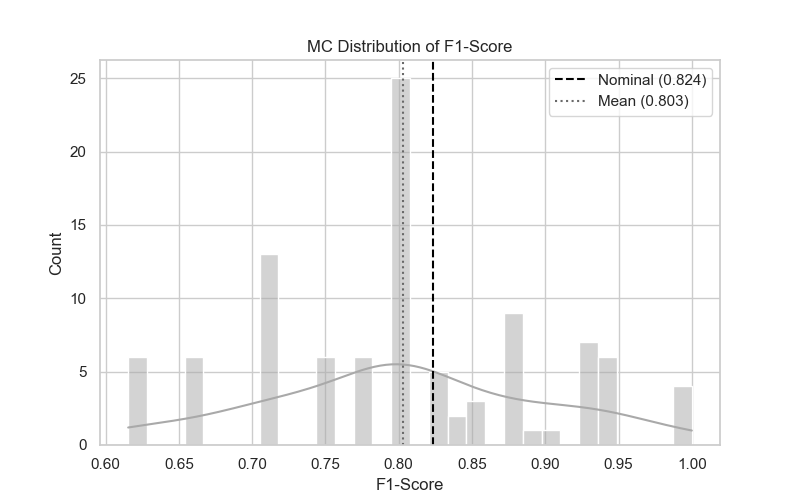 MC Distribution of F1-Score
Nominal (0.824)
Mean (0.803)
Count
25
20
15
10
5
0
0.60 0.65 0.70 0.75 0.80 0.85 0.90 0.95 1.00
F1-Score